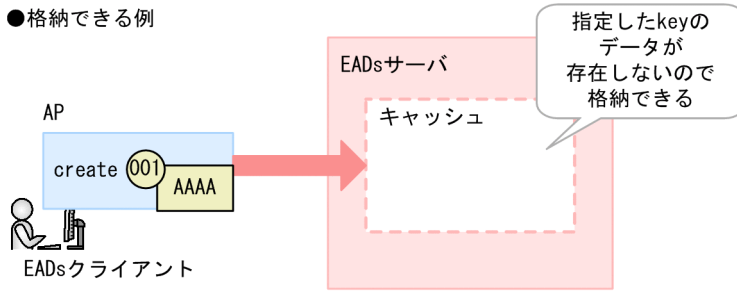 ●格納できる例
指定したkeyの
データが
存在しないので
格納できる
EADsサーバ
キャッシュ
AP
create 001
AAAA
EADsクライアント